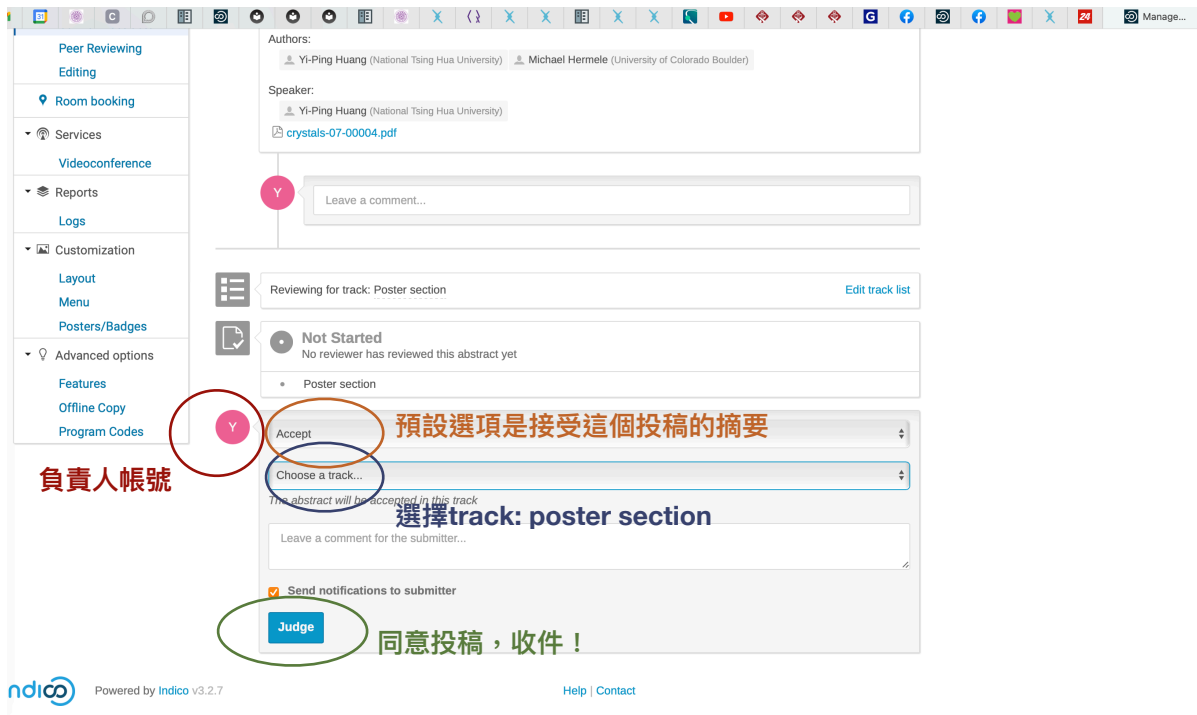 31
C
G
24
Manage...
Peer Reviewing
Editing
Room booking
Services
Videoconference
Reports
Logs
Customization
Layout
Menu
Posters/Badges
Advanced options
Features
Offline Copy
Program Codes
Authors:
Yi-Ping Huang (National Tsing Hua University) Michael Hermele (University of Colorado Boulder)
Speaker:
Yi-Ping Huang (National Tsing Hua University)
crystals-07-00004.pdf
Y
Leave a comment...
Reviewing for track: Poster section
Edit track list
Not Started
No reviewer has reviewed this abstract yet
Poster section
Y
Accept
預設選項是接受這個投稿的摘要
負責人帳號
Choose a track...
The abstract will be accepted in this track
選擇track: poster section
Leave a comment for the submitter...
Send notifications to submitter
Judge
同意投稿，收件！
ndico
Powered by Indico v3.2.7
Help | Contact